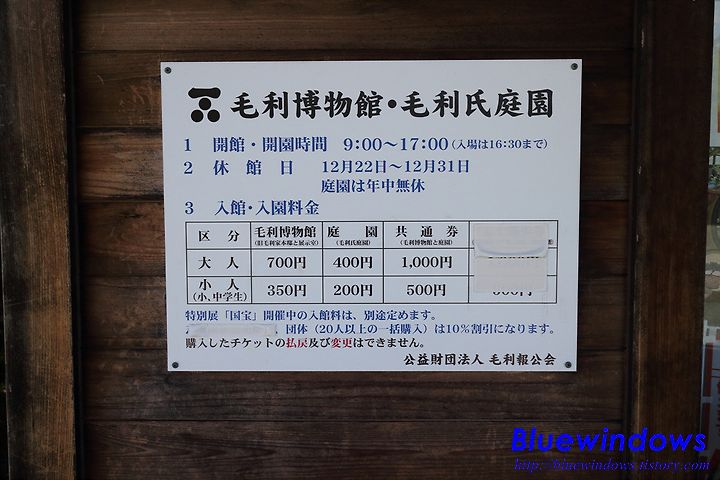 毛利博物館・毛利氏庭園
1 開館・開園時間 9:00～17:00(入場は16:30まで)
2 休館日 12月22日～12月31日
庭園は年中無休
3 入館・入園料金
区分 毛利博物館 庭園 共通券
(旧毛利家本邸と展示室) (毛利氏庭園) (毛利博物館と庭園)
大人 700円 400円 1,000円
小人 350円 200円 500円
(小、中学生)
特別展「国宝」開催中の入館料は、別途定めます。
、団体（20人以上の一括購入）は10％割引になります。
購入したチケットの払戻及び変更はできません。
公益財団法人 毛利報公会
Bluewindows
http://bluewindows.tistory.com